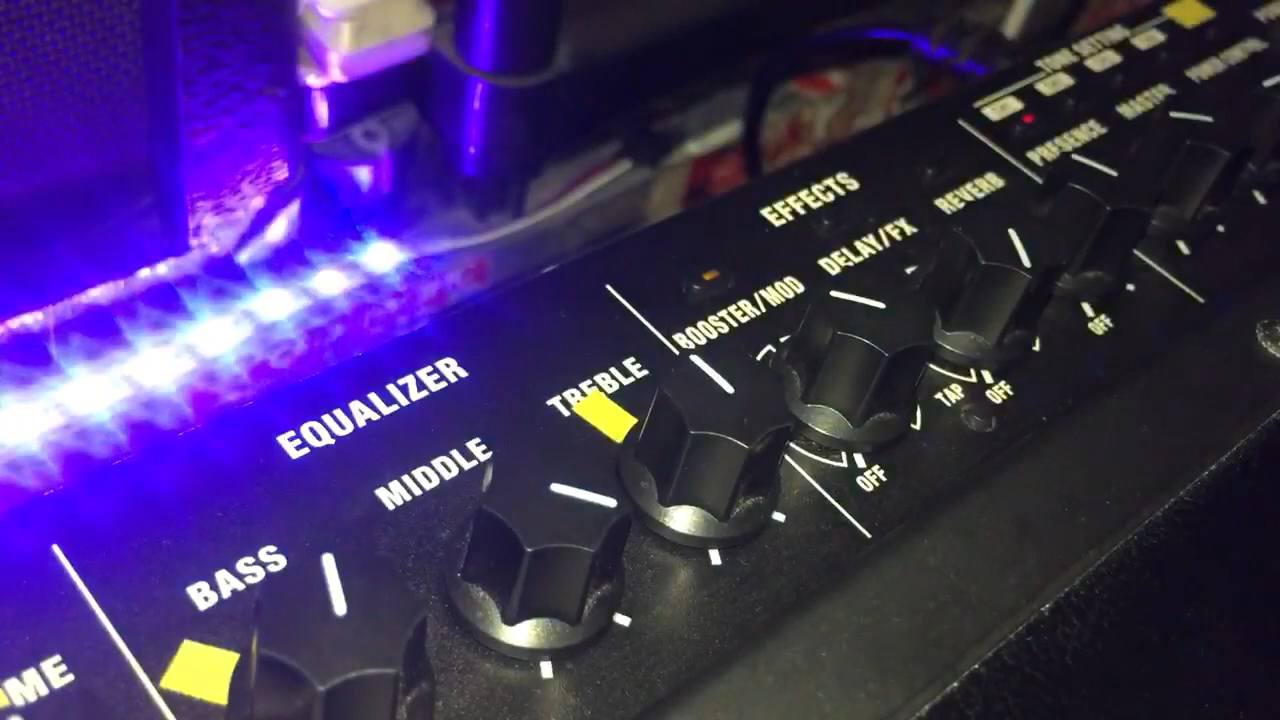 TONE SETTING
MASTER
PRESENCE
EFFECTS
REVERB
DELAY/FX
BOOSTER/MOD
OFF
EQUALIZER
TREBLE
TAP
OFF
MIDDLE
OFF
BASS